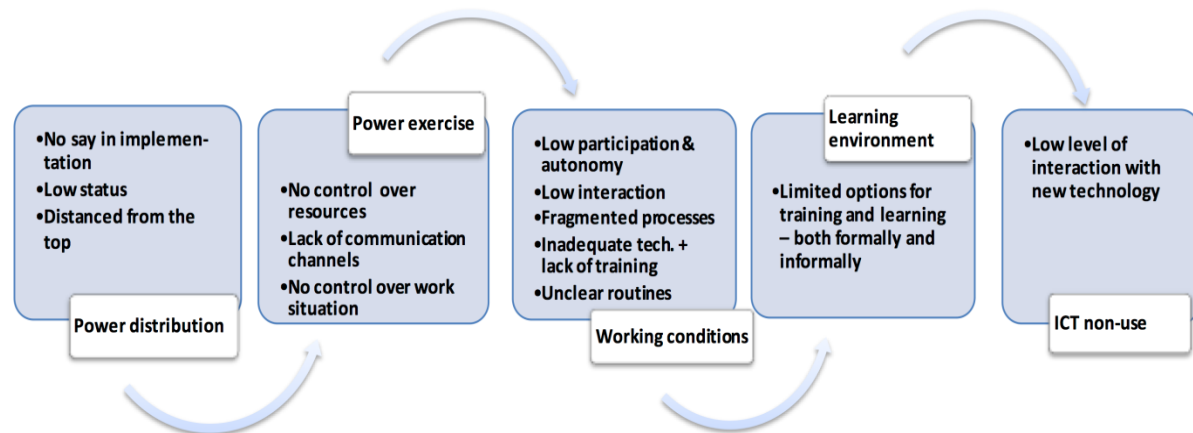 •No say in implemen-
tation
•Low status
•Distanced from the
top
Power distribution
Power exercise
•No control over
resources
•Lack of communication
channels
•No control over work
situation
•Low participation &
autonomy
•Low interaction
•Fragmented processes
•Inadequate tech. +
lack of training
•Unclear routines
Working conditions
Learning
environment
•Limited options for
training and learning
– both formally and
informally
•Low level of
interaction with
new technology
ICT non-use